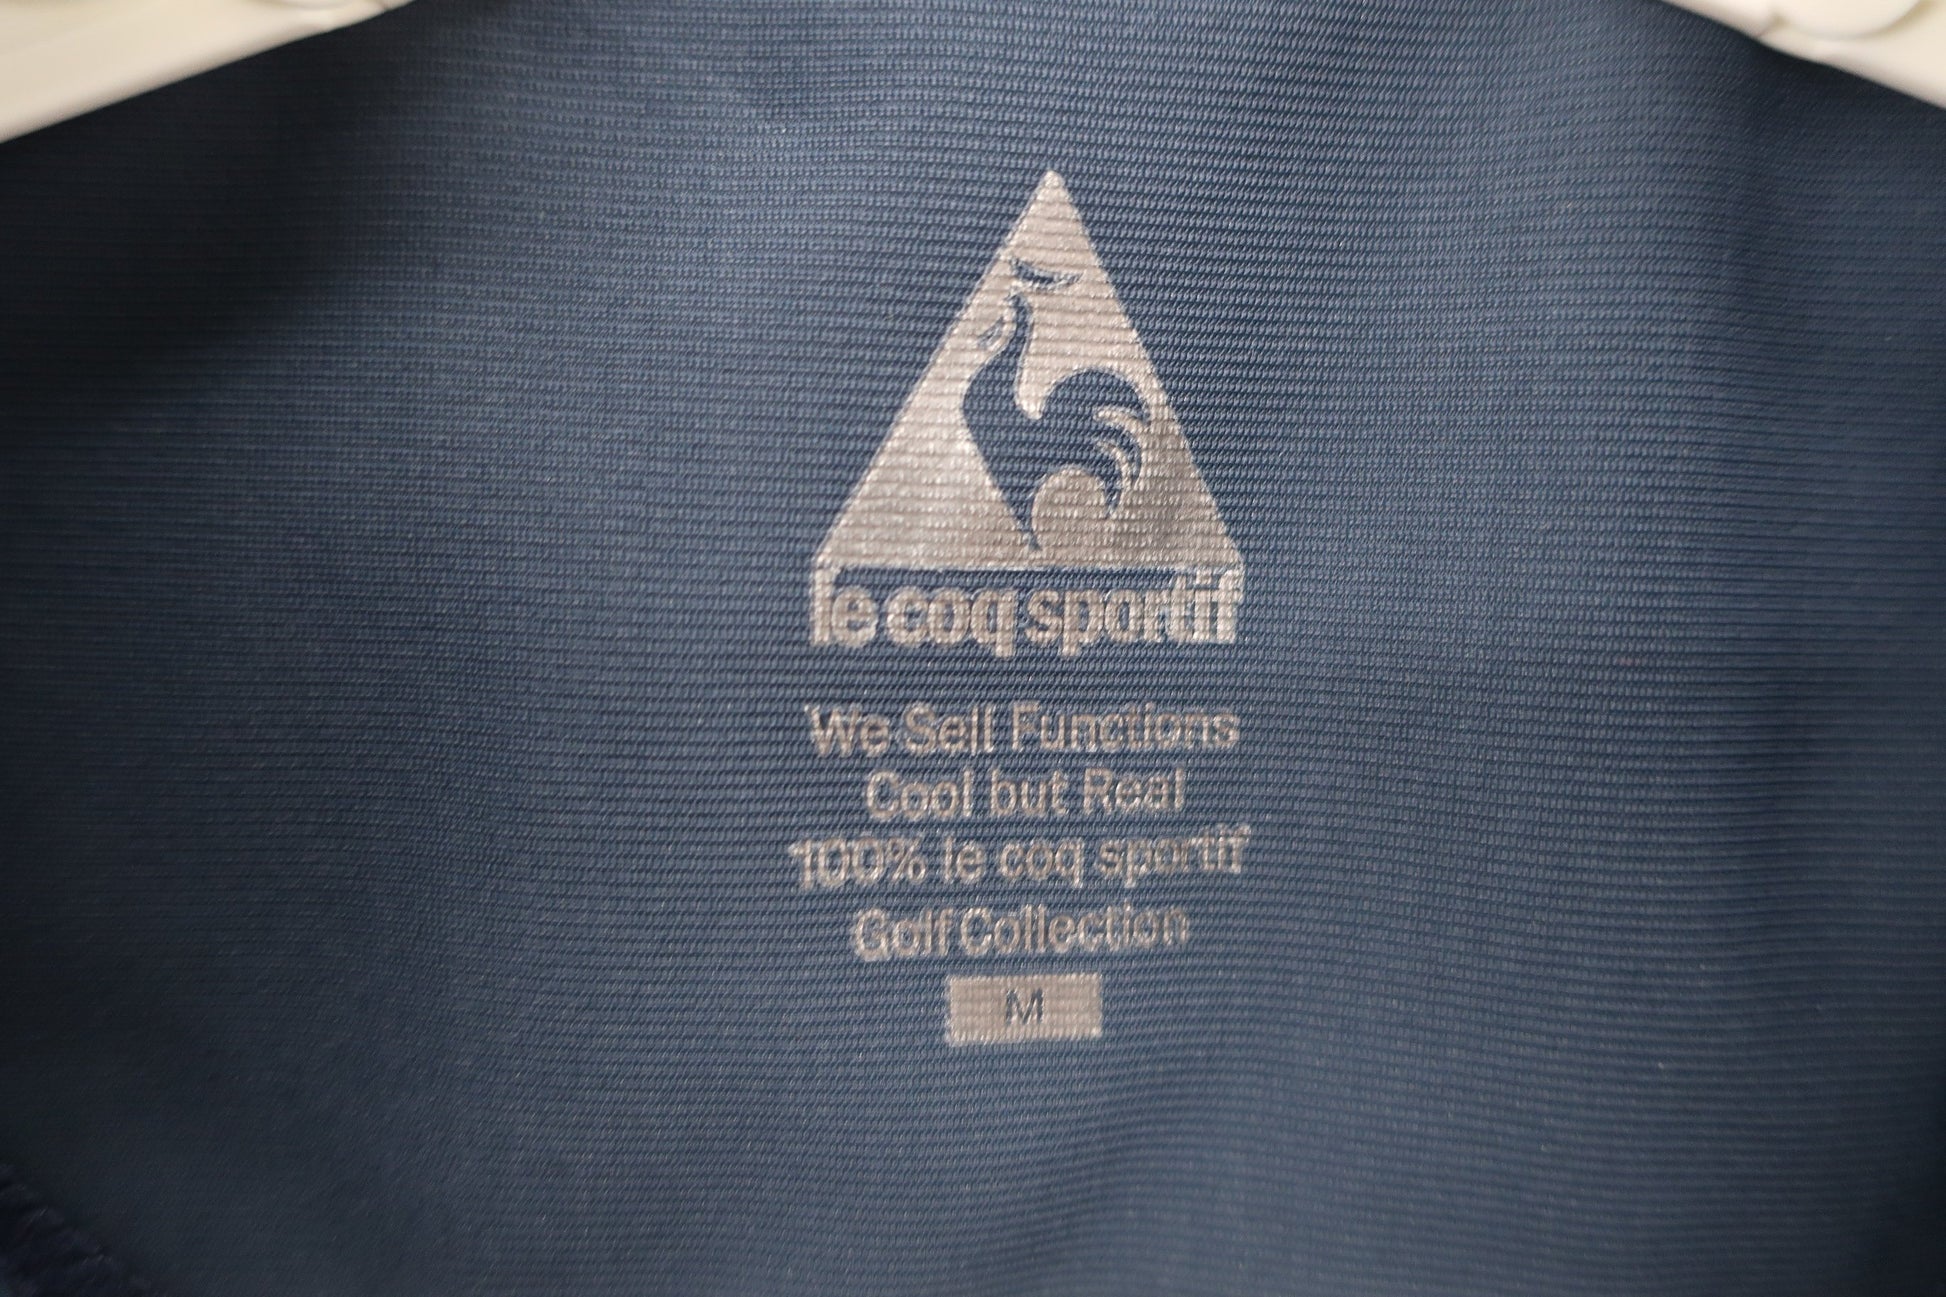 le coq sportif
We Sell Functions
Cool but Real
100% le coq sportif
Golf Collection
M